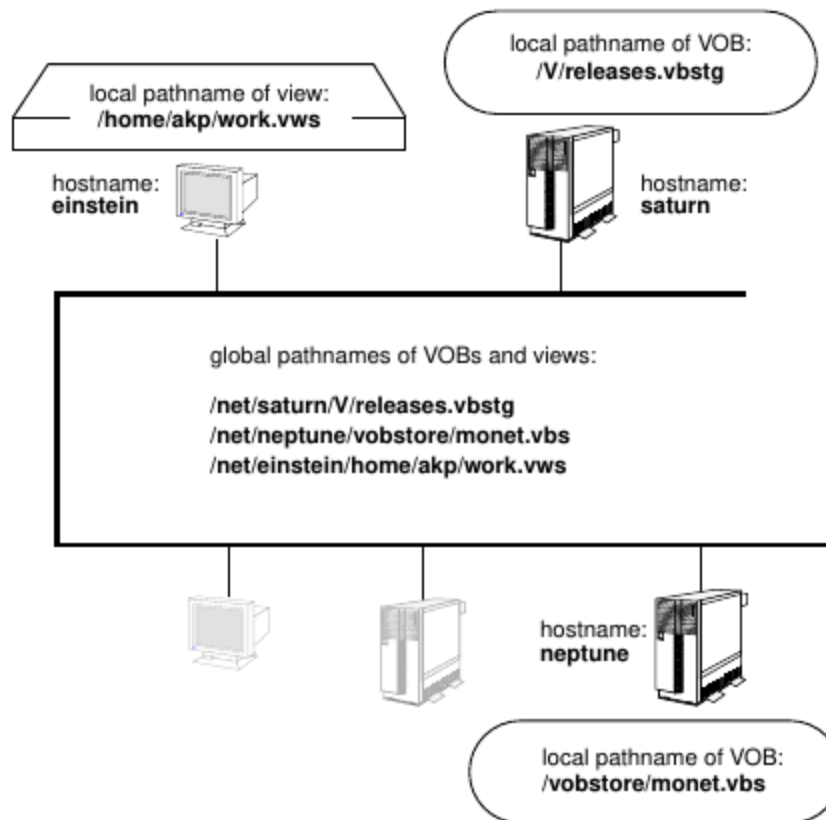 local pathname of view:
/home/akp/work.vws
local pathname of VOB:
/V/releases.vbstg
hostname:
einstein
hostname:
saturn
global pathnames of VOBs and views:
/net/saturn/V/releases.vbstg
/net/neptune/vobstore/monet.vbs
/net/einstein/home/akp/work.vws
hostname:
neptune
local pathname of VOB:
/vobstore/monet.vbs